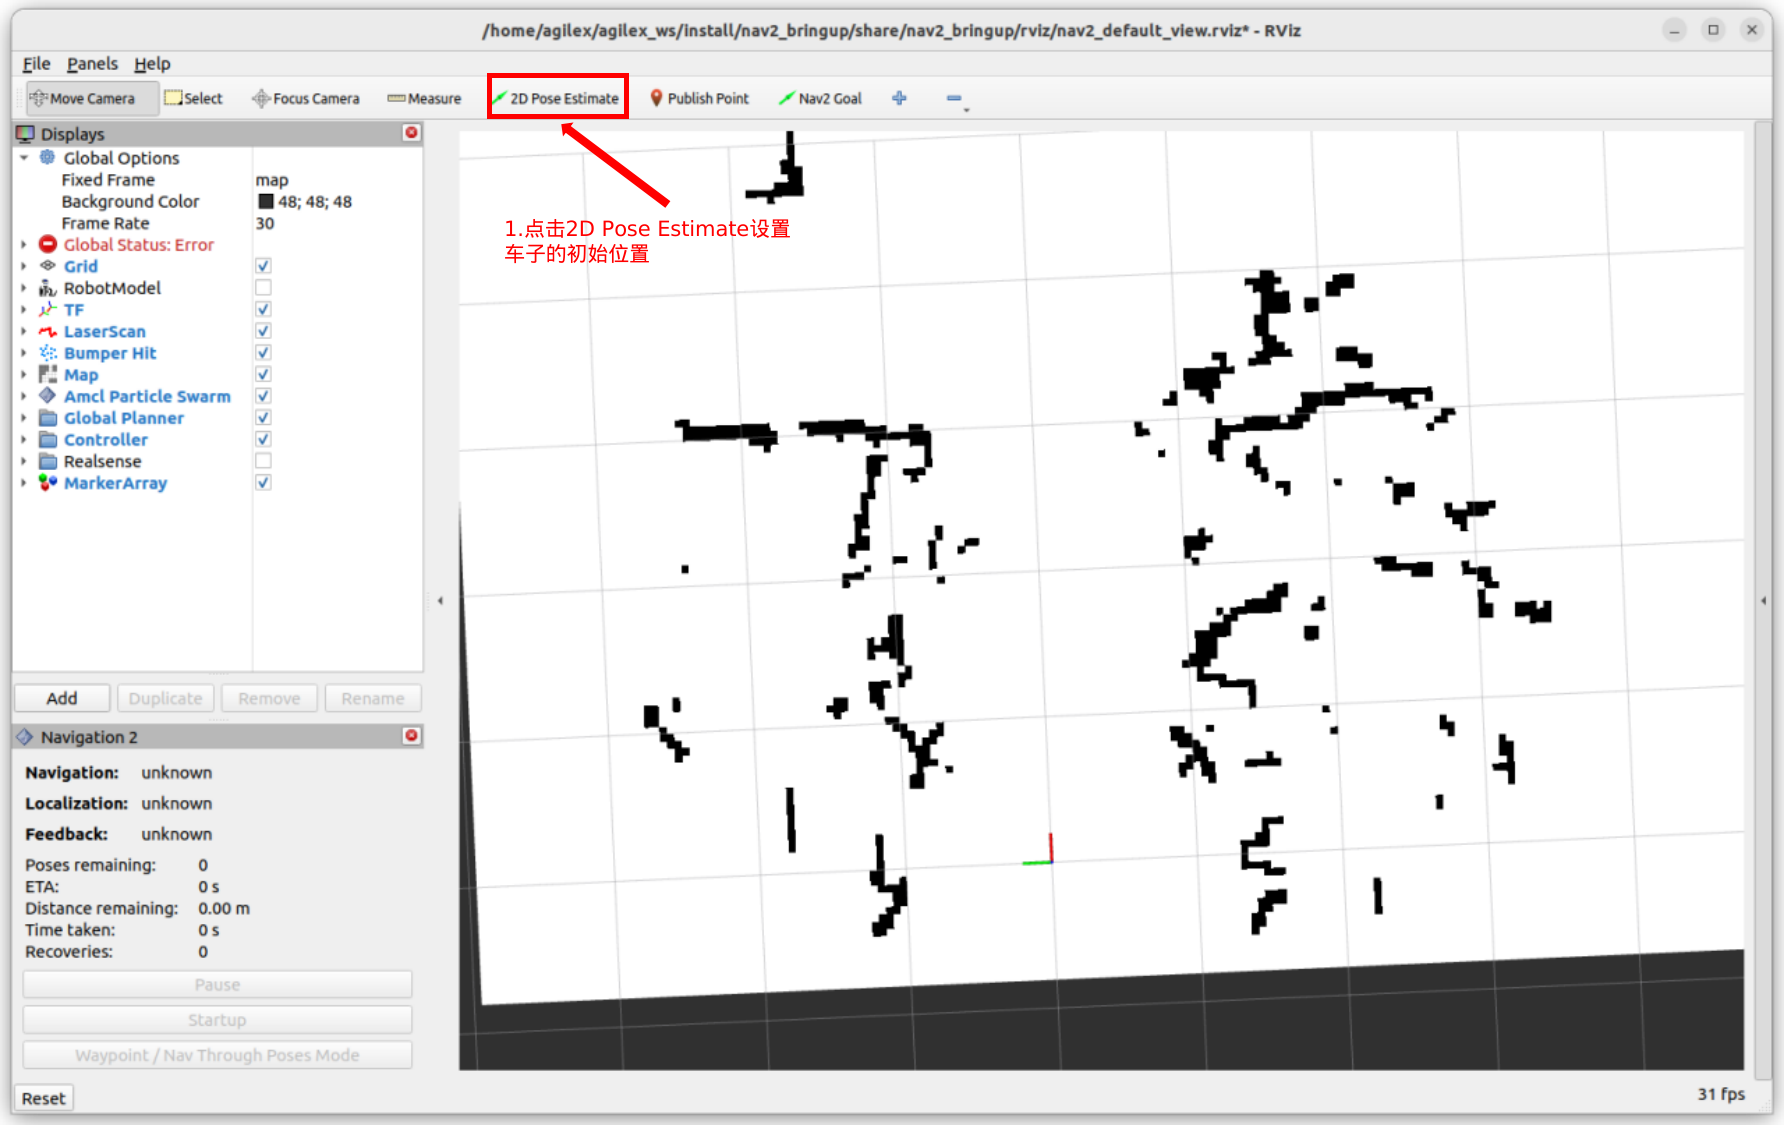 /home/agilex/agilex_ws/install/nav2_bringup/share/nav2_bringup/rviz/nav2_default_view.rviz* - RViz
File Panels Help
Move Camera Select Focus Camera Measure 2D Pose Estimate Publish Point Nav2 Goal
Displays
Global Options
Fixed Frame map
Background Color 48; 48; 48
Frame Rate 30
Global Status: Error
Grid
RobotModel
TF
LaserScan
Bumper Hit
Map
Amcl Particle Swarm
Global Planner
Controller
Realsense
MarkerArray
Add Duplicate Remove Rename
Navigation 2
Navigation: unknown
Localization: unknown
Feedback: unknown
Poses remaining: 0
ETA: 0 s
Distance remaining: 0.00 m
Time taken: 0 s
Recoveries: 0
Pause
Startup
Waypoint / Nav Through Poses Mode
Reset
1.点击2D Pose Estimate设置
车子的初始位置
31 fps